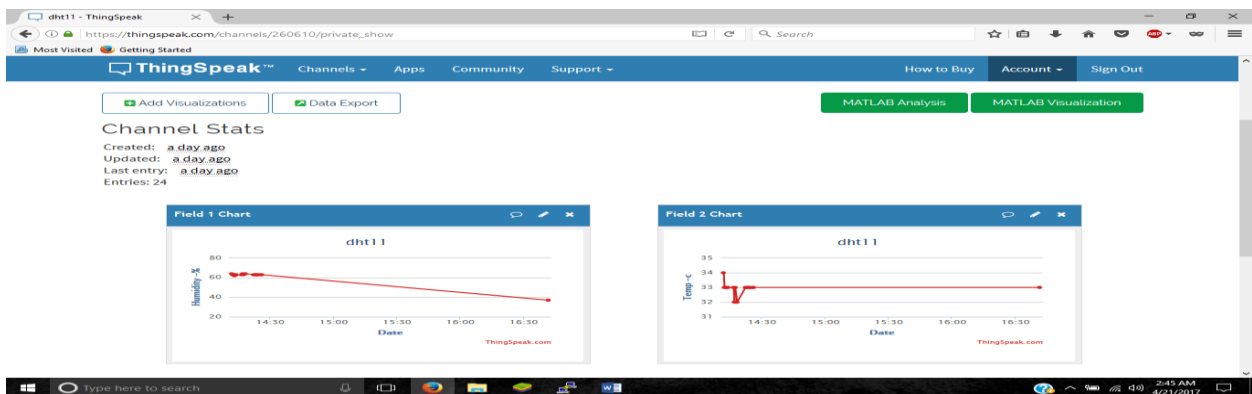 dht11 - ThingSpeak
https://thingspeak.com/channels/260610/private_show
Search
ABP
Most Visited Getting Started
ThingSpeak™ Channels Apps Community Support How to Buy Account Sign Out
Add Visualizations Data Export MATLAB Analysis MATLAB Visualization
Channel Stats
Created: a day ago
Updated: a day ago
Last entry: a day ago
Entries: 24
Field 1 Chart
dht11
Humidity -%
80
60
40
20
14:30 15:00 15:30 16:00 16:30
Date
ThingSpeak.com
Field 2 Chart
dht11
Temp -c
35
34
33
32
31
14:30 15:00 15:30 16:00 16:30
Date
ThingSpeak.com
Type here to search
2:45 AM
4/21/2017